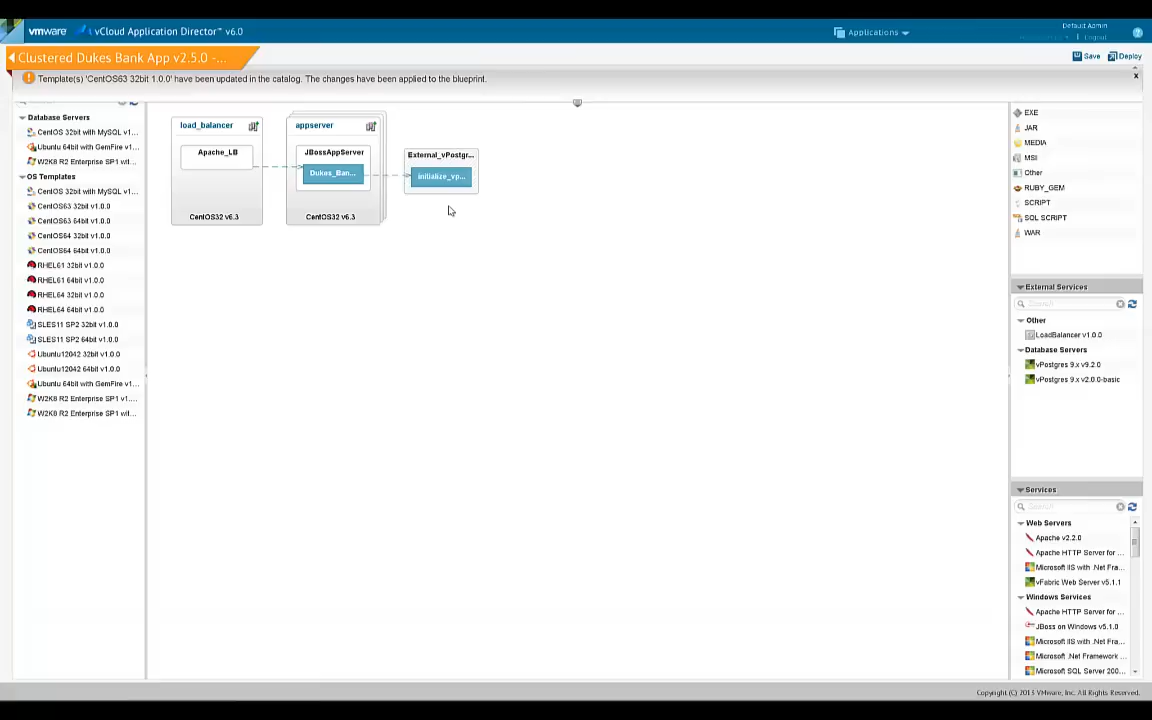 vmware vCloud Application Director™ v6.0
Applications
Default Admin
Logout
Clustered Dukes Bank App v2.5.0 -...
Save
Deploy
Template(s) 'CentOS63 32bit 1.0.0' have been updated in the catalog. The changes have been applied to the blueprint.
x
Database Servers
CentOS 32bit with MySQL v1...
Ubuntu 64bit with GemFire v...
W2K8 R2 Enterprise SP1 wit...
OS Templates
CentOS 32bit with MySQL v1...
CentOS63 32bit v1.0.0
CentOS63 64bit v1.0.0
CentOS64 32bit v1.0.0
CentOS64 64bit v1.0.0
RHEL61 32bit v1.0.0
RHEL61 64bit v1.0.0
RHEL64 32bit v1.0.0
RHEL64 64bit v1.0.0
SLES11 SP2 32bit v1.0.0
SLES11 SP2 64bit v1.0.0
Ubuntu12042 32bit v1.0.0
Ubuntu12042 64bit v1.0.0
Ubuntu 64bit with GemFire v1...
W2K8 R2 Enterprise SP1 v1....
W2K8 R2 Enterprise SP1 wit...
load_balancer
Apache_LB
CentOS32 v6.3
appserver
JBossAppServer
Dukes_Ban...
CentOS32 v6.3
External_vPostgr...
initialize_vp...
EXE
JAR
MEDIA
MSI
Other
RUBY_GEM
SCRIPT
SQL SCRIPT
WAR
External Services
Search
Other
LoadBalancer v1.0.0
Database Servers
vPostgres 9.x v9.2.0
vPostgres 9.x v2.0.0-basic
Services
Search
Web Servers
Apache v2.2.0
Apache HTTP Server for ...
Microsoft IIS with .Net Fra...
vFabric Web Server v5.1.1
Windows Services
Apache HTTP Server for ...
JBoss on Windows v5.1.0
Microsoft IIS with .Net Fra...
Microsoft .Net Framework ...
Microsoft SQL Server 200...
Copyright (C) 2013 VMware, Inc. All Rights Reserved.